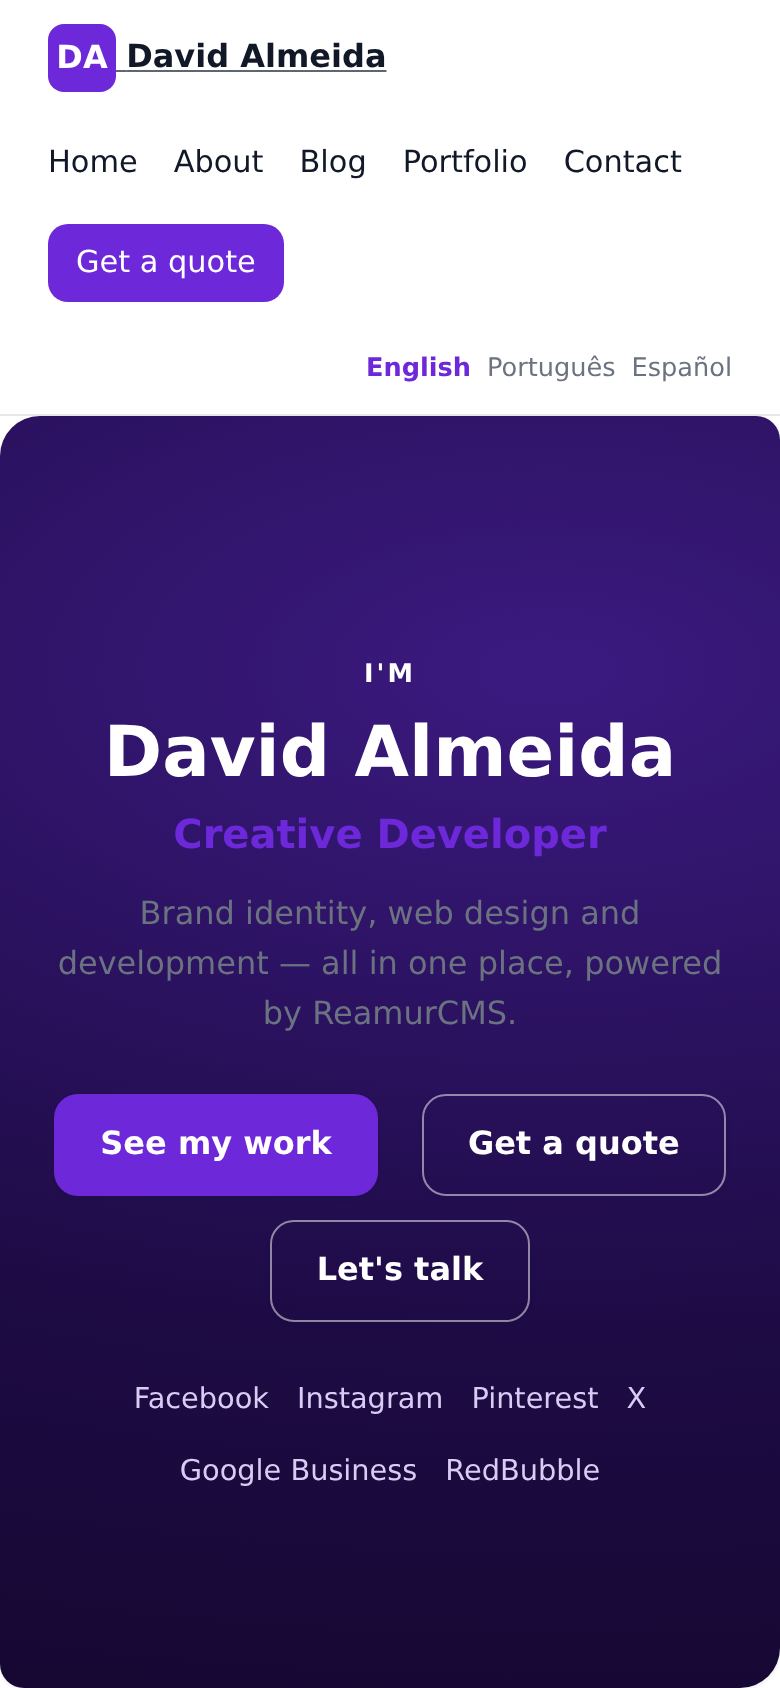 DA David Almeida
Home About Blog Portfolio Contact
Get a quote
English Português Español
I'M
David Almeida
Creative Developer
Brand identity, web design and
development — all in one place, powered
by ReamurCMS.
See my work Get a quote
Let's talk
Facebook Instagram Pinterest X
Google Business RedBubble